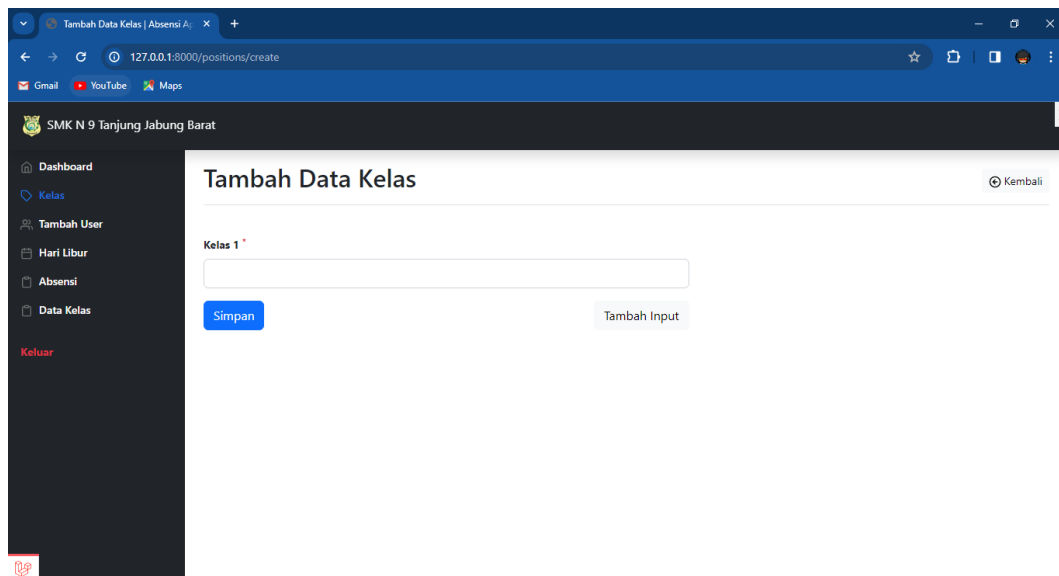 Tambah Data Kelas | Absensi Ap
127.0.0.1:8000/positions/create
Gmail YouTube Maps
SMK N 9 Tanjung Jabung Barat
Dashboard
Kelas
Tambah User
Hari Libur
Absensi
Data Kelas
Keluar
Tambah Data Kelas
Kembali
Kelas 1 *
Simpan
Tambah Input